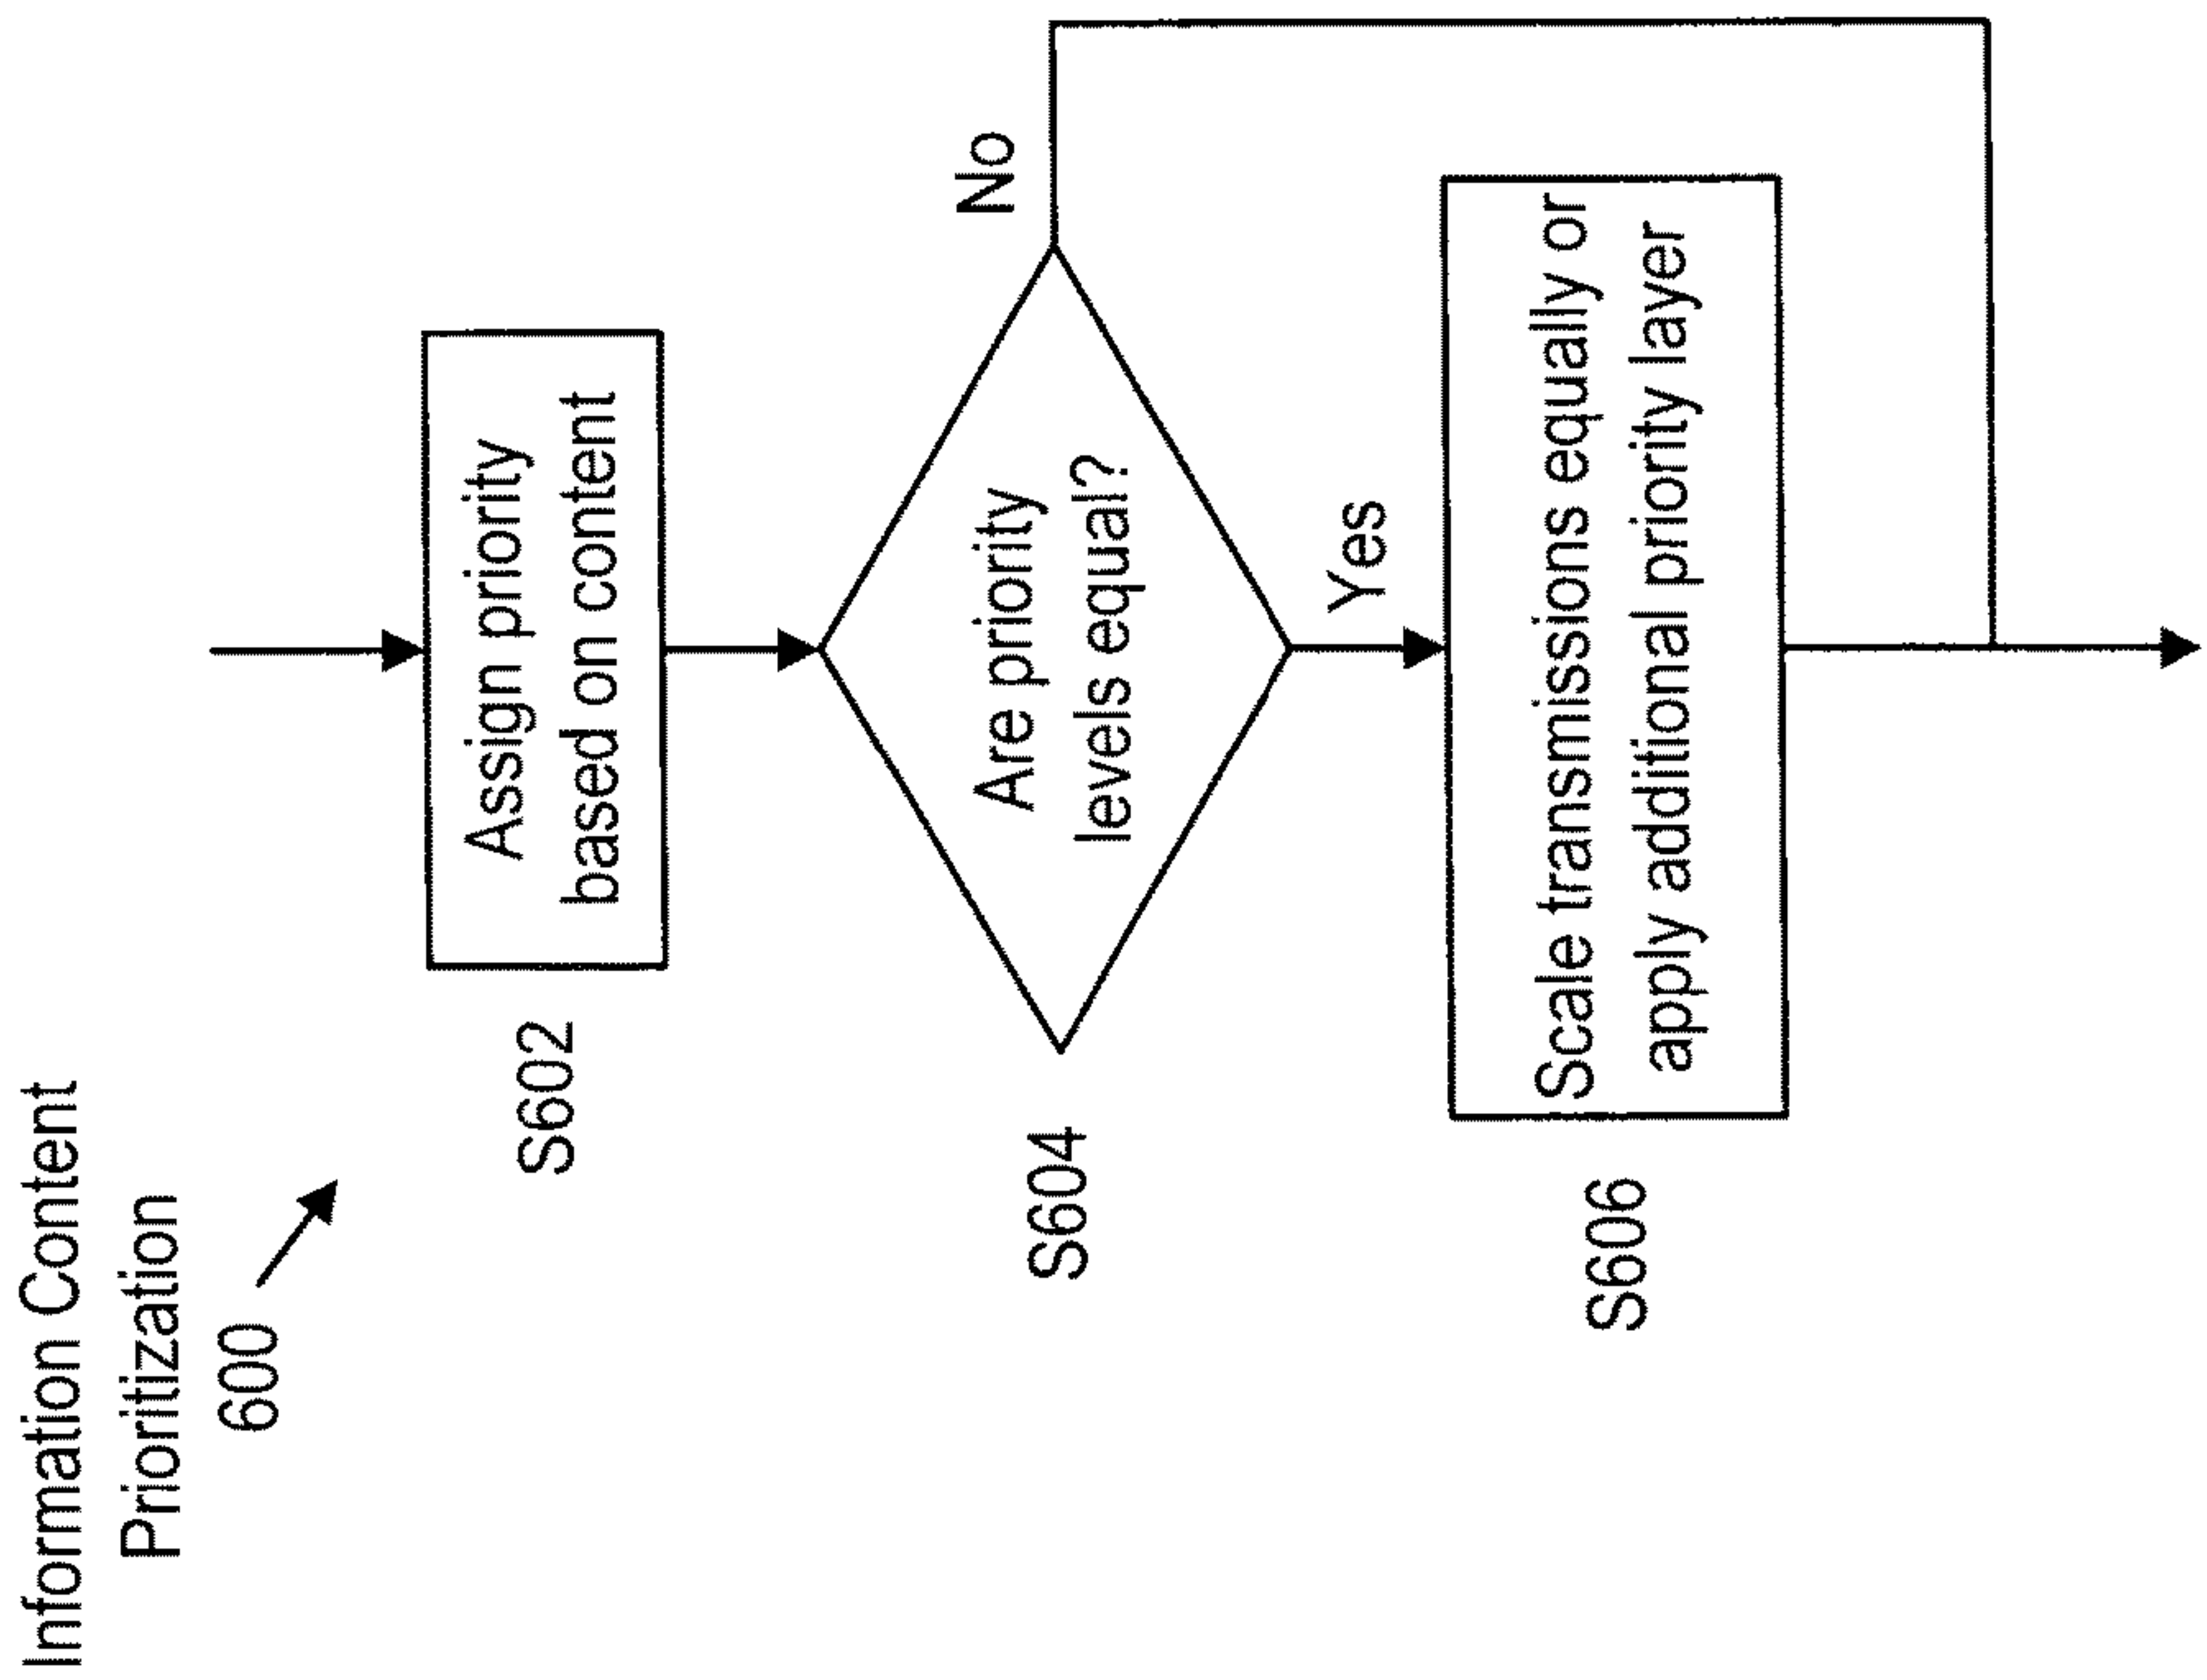 Information Content
Prioritization
600
S602
Assign priority
based on content
S604
Are priority
levels equal?
No
Yes
S606
Scale transmissions equally or
apply additional priority layer